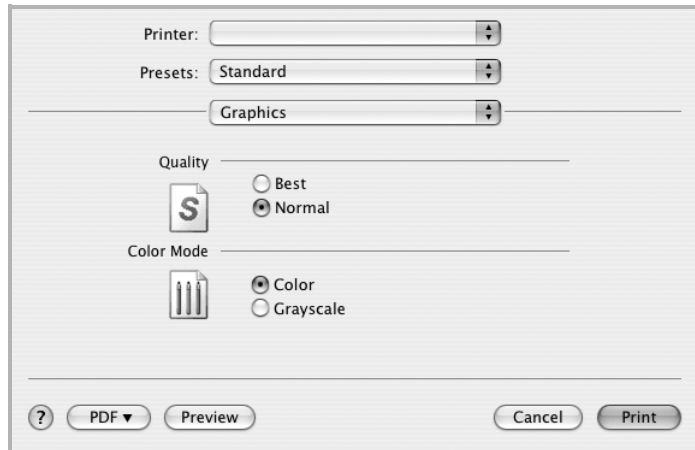 Printer:
Presets: Standard
Graphics
Quality
Best
S
Normal
Color Mode
Color
Grayscale
? PDF▼ Preview Cancel Print